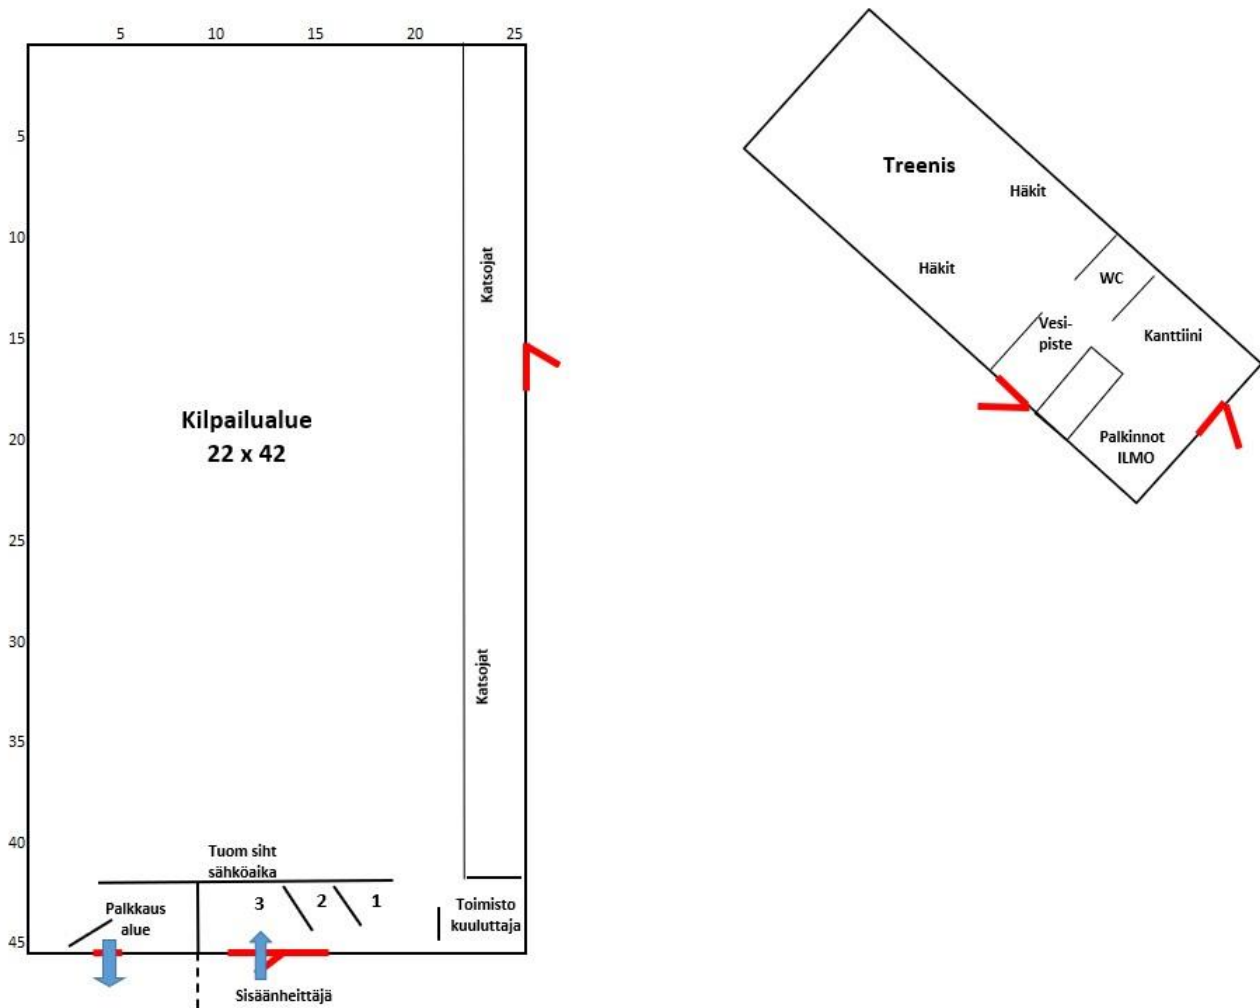 5 10 15 20 25
5
10
15
20
25
30
35
40
45
Katsojat
Kilpailualue
22 x 42
Katsojat
Tuom siht
sähköaika
Palkkaus
alue
3
2
1
Toimisto
kuuluttaja
Sisäänheittäjä
Treenis
Häkit
Häkit
WC
Vesi-
piste
Kanttiini
Palkinnot
ILMO